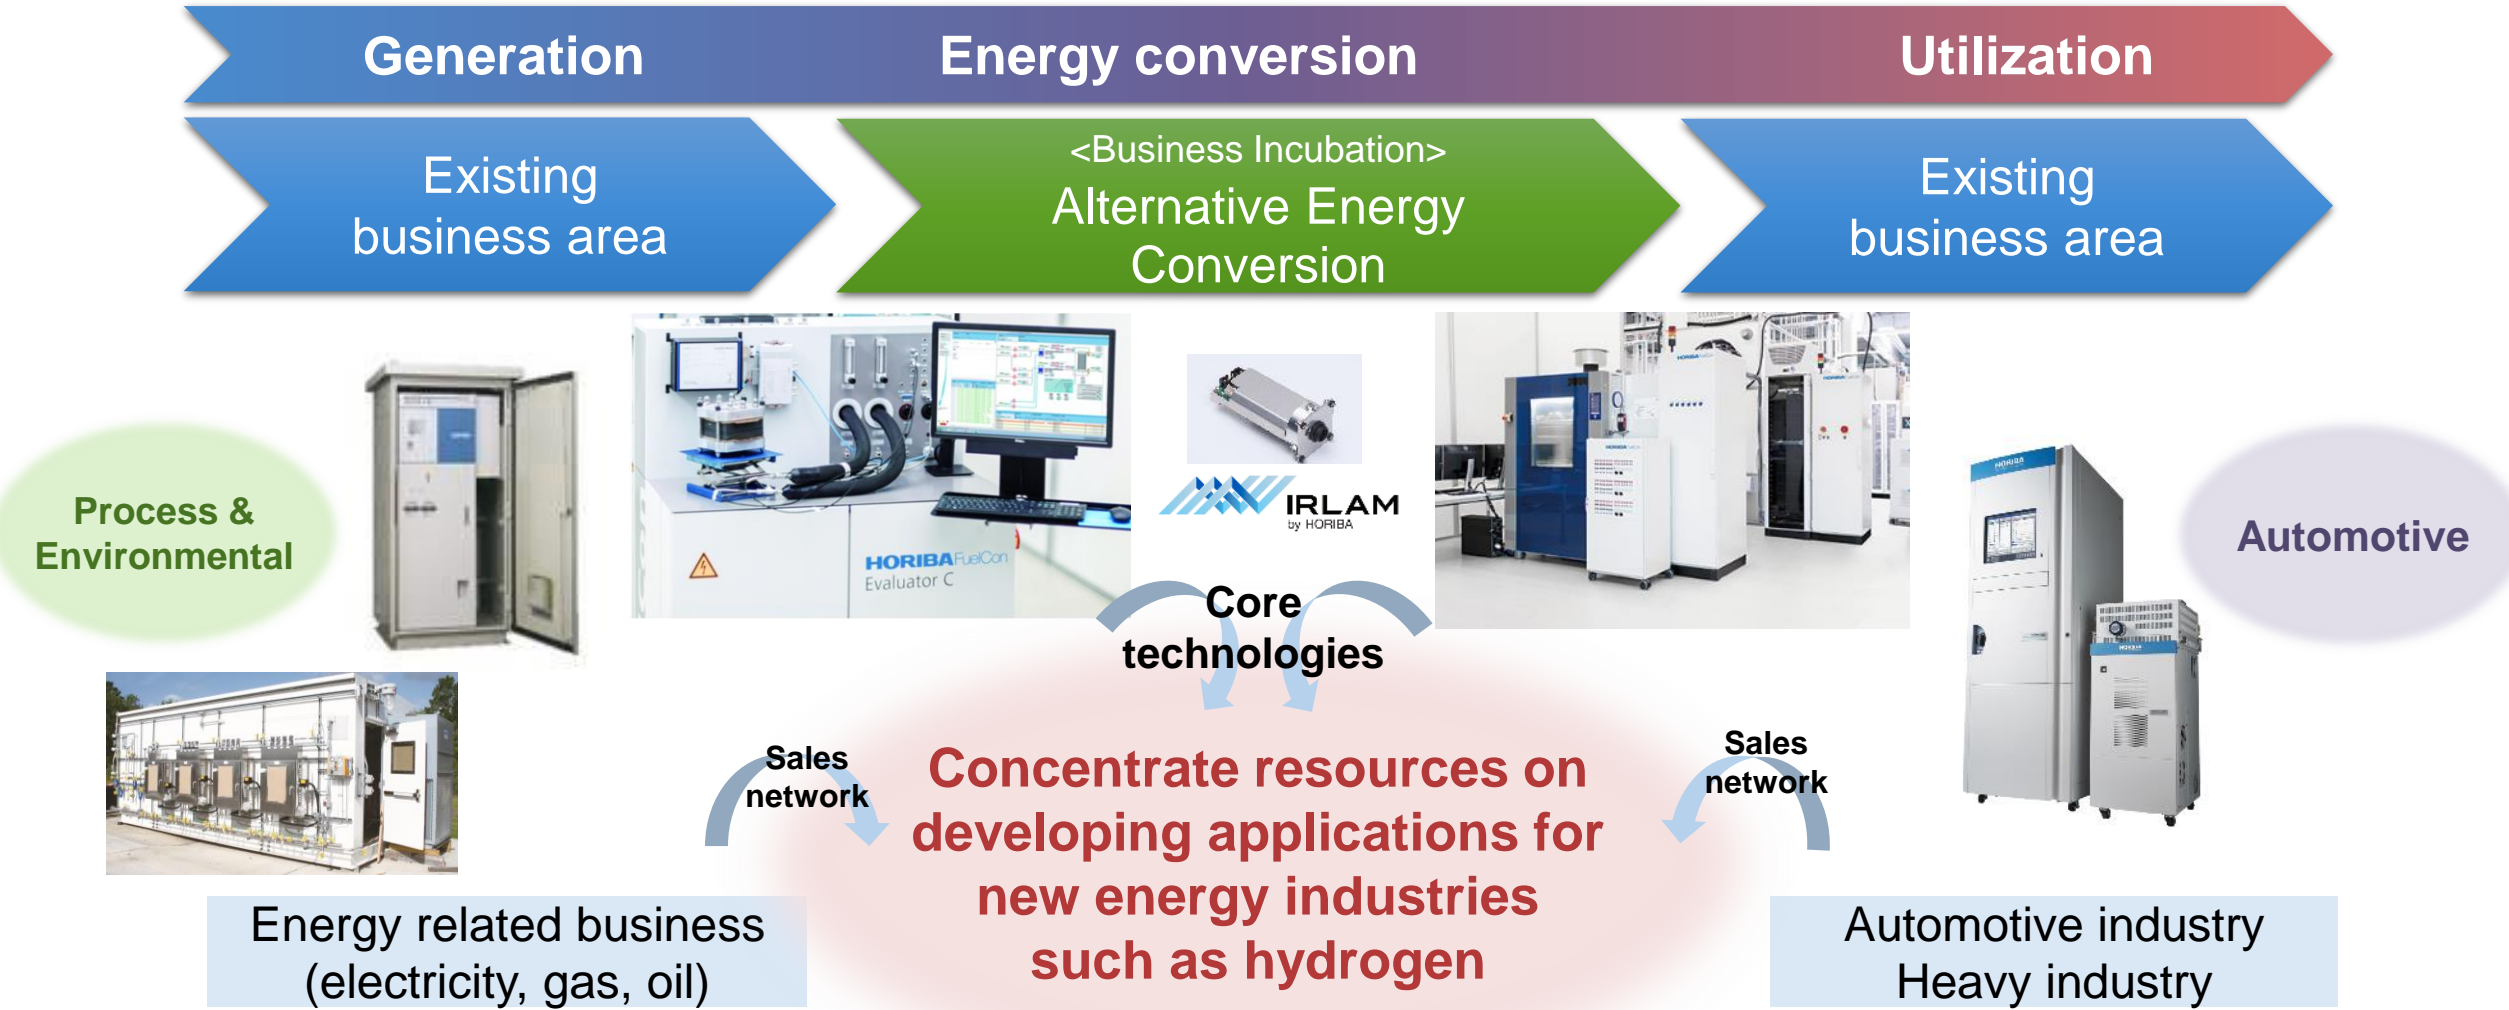 Generation
Energy conversion
Utilization
Existing
business area
<Business Incubation>
Alternative Energy
Conversion
Existing
business area
Process &
Environmental
HORIBA FuelCon
Evaluator C
IRLAM
by HORIBA
HORIBA
HORIBA
Automotive
Core
technologies
Sales
network
Sales
network
Concentrate resources on
developing applications for
new energy industries
such as hydrogen
Energy related business
(electricity, gas, oil)
Automotive industry
Heavy industry